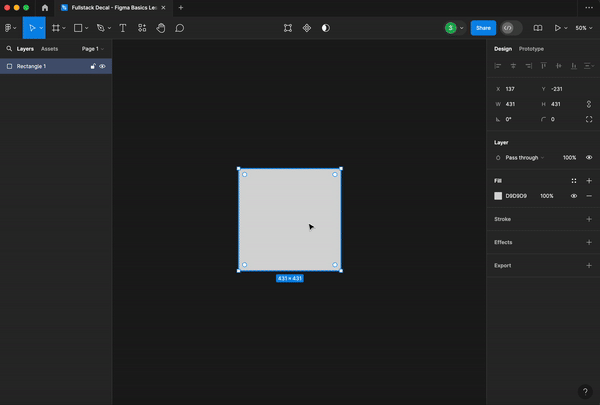 Fullstack Decal - Figma Basics Les
S
Share
50%
Layers
Assets
Page 1
Design
Prototype
Rectangle 1
X
137
Y
-231
W
431
H
431
0°
0
Layer
Pass through
100%
Fill
D9D9D9
100%
Stroke
Effects
Export
431 × 431
?